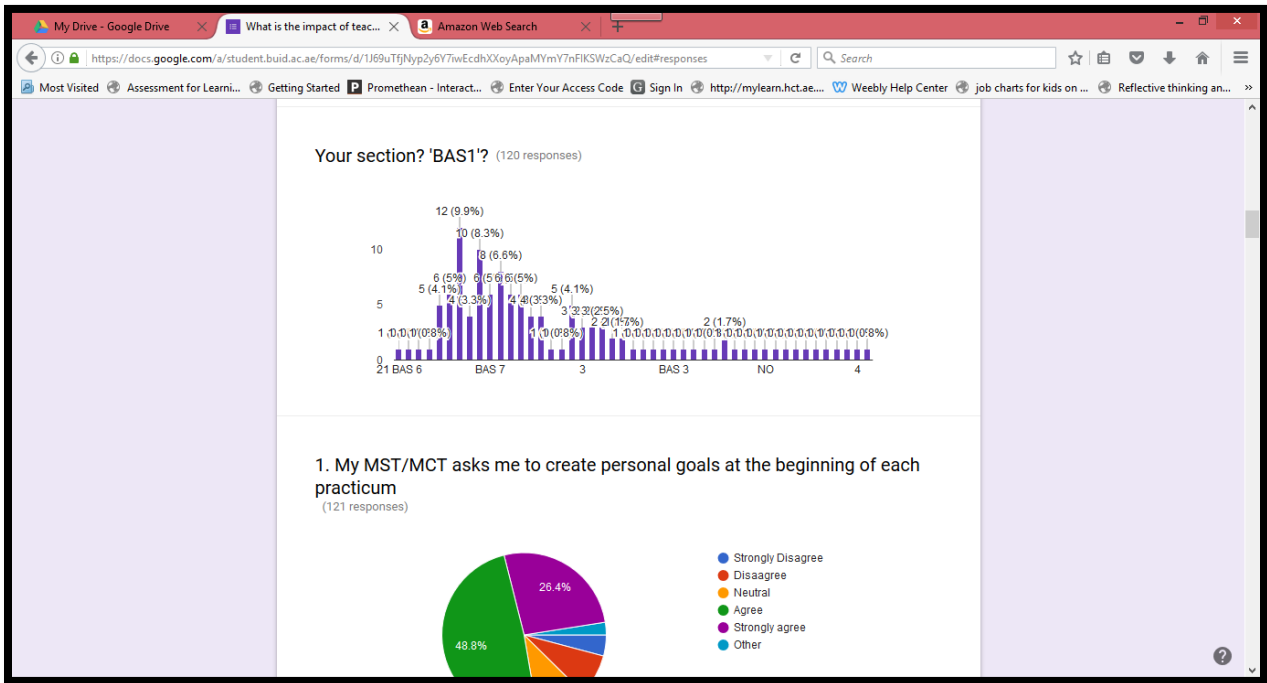 My Drive - Google Drive
What is the impact of teac...
Amazon Web Search
https://docs.google.com/a/student.buid.ac.ae/forms/d/1J69uTfjNyp2y6Y7iwEcdhXXoyApaMYmY7nFlKSWzCaQ/edit#responses
Search
Most Visited Assessment for Learni... Getting Started Promethean - Interact... Enter Your Access Code Sign In http://mylearn.hct.ae.... Weebly Help Center job charts for kids on ... Reflective thinking an... »
Your section? 'BAS1'? (120 responses)
12 (9.9%)
10 (8.3%)
10
8 (6.6%)
6 (5%)
5 (4.1%)
5 (4.1%)
5
2 (1.7%)
0
21 BAS 6 BAS 7 3 BAS 3 NO 4
1. My MST/MCT asks me to create personal goals at the beginning of each
practicum
(121 responses)
Strongly Disagree
Disaagree
Neutral
Agree
Strongly agree
Other
26.4%
48.8%